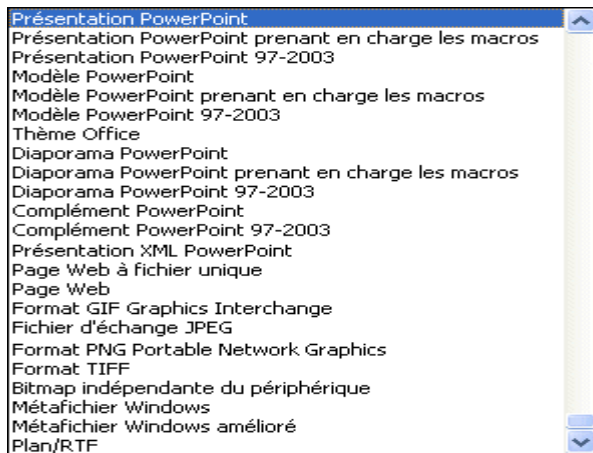 Présentation PowerPoint
Présentation PowerPoint prenant en charge les macros
Présentation PowerPoint 97-2003
Modèle PowerPoint
Modèle PowerPoint prenant en charge les macros
Modèle PowerPoint 97-2003
Thème Office
Diaporama PowerPoint
Diaporama PowerPoint prenant en charge les macros
Diaporama PowerPoint 97-2003
Complément PowerPoint
Complément PowerPoint 97-2003
Présentation XML PowerPoint
Page Web à fichier unique
Page Web
Format GIF Graphics Interchange
Fichier d'échange JPEG
Format PNG Portable Network Graphics
Format TIFF
Bitmap indépendante du périphérique
Métafichier Windows
Métafichier Windows amélioré
Plan/RTF